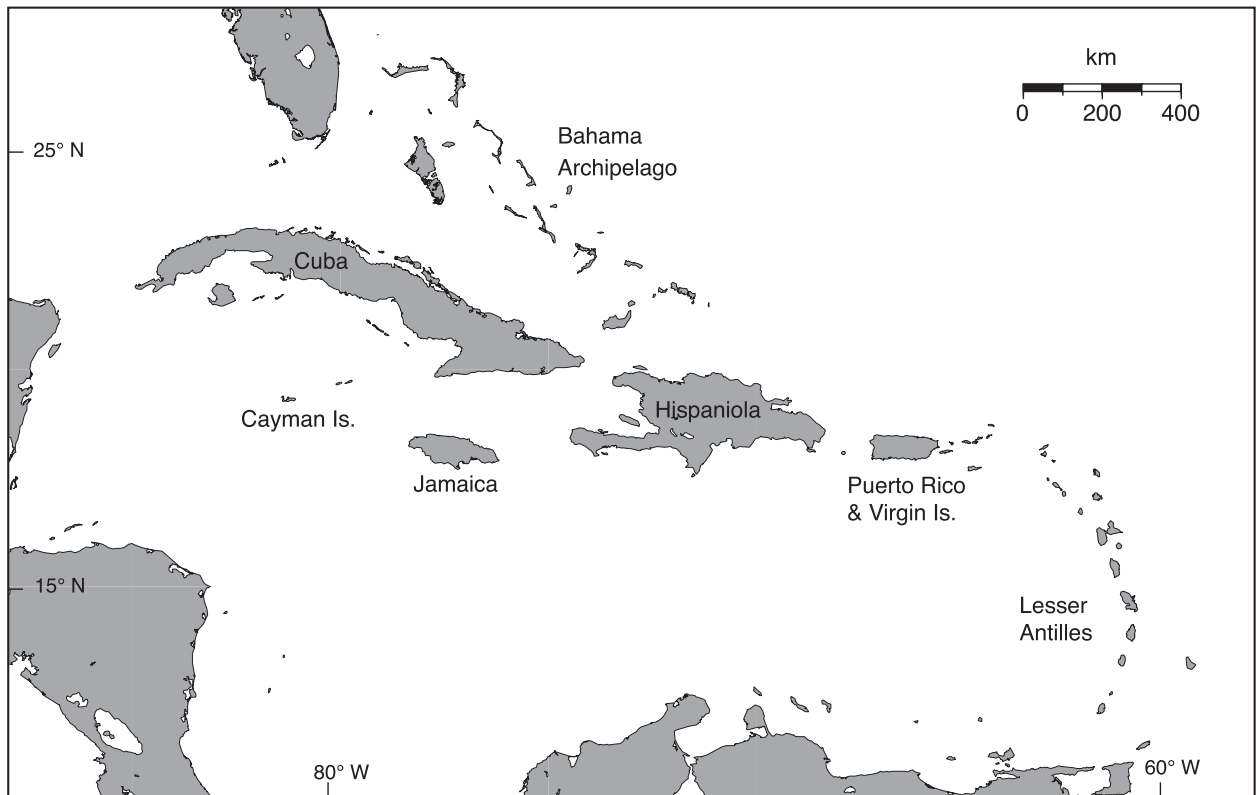 km
0 200 400
Bahama
Archipelago
25° N
Cuba
Hispaniola
Cayman Is.
Jamaica
Puerto Rico
& Virgin Is.
15° N
Lesser
Antilles
80° W
60° W